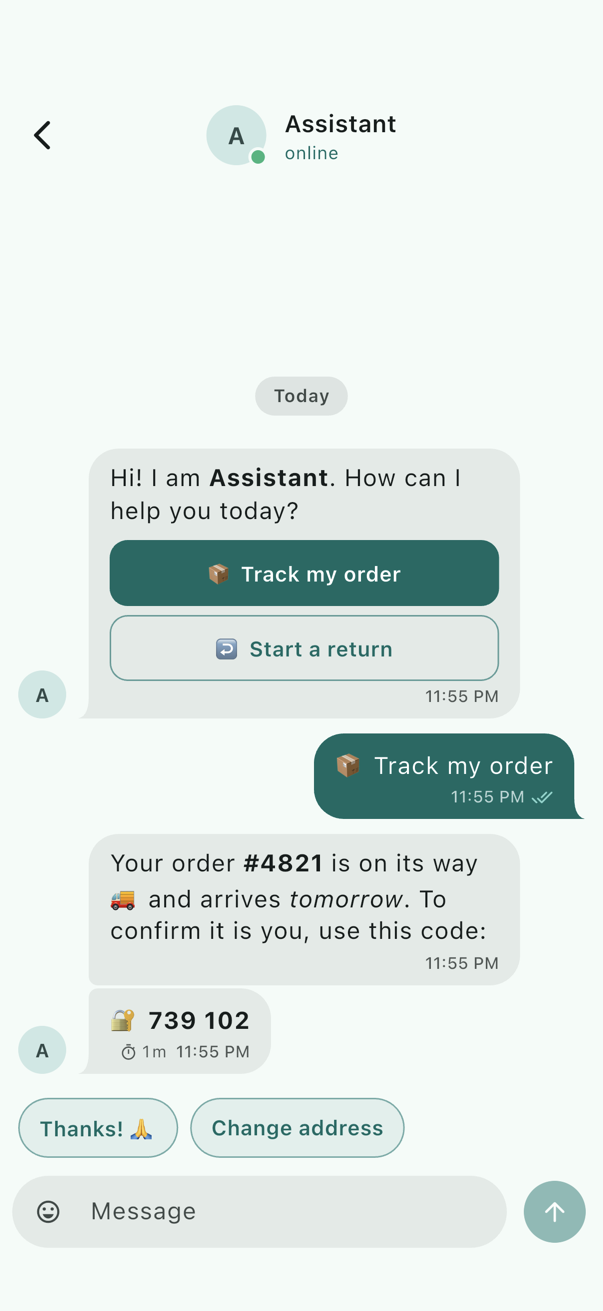 A
Assistant
online
Today
Hi! I am Assistant. How can I
help you today?
📦 Track my order
↩️ Start a return
11:55 PM
A
📦 Track my order
11:55 PM
Your order #4821 is on its way
🚚 and arrives tomorrow. To
confirm it is you, use this code:
11:55 PM
🔐 739 102
1m 11:55 PM
A
Thanks! 🙏
Change address
Message